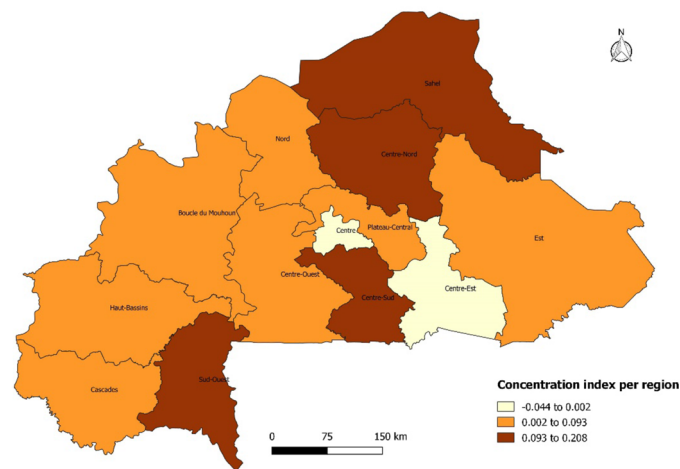 N
Sahel
Nord
Centre-Nord
Boucle du Mouhoun
Plateau-Central
Centre
Est
Centre-Ouest
Centre-Est
Centre-Sud
Haut-Bassins
Sud-Ouest
Cascades
Concentration index per region
-0.044 to 0.002
0.002 to 0.093
0.093 to 0.208
0 75 150 km